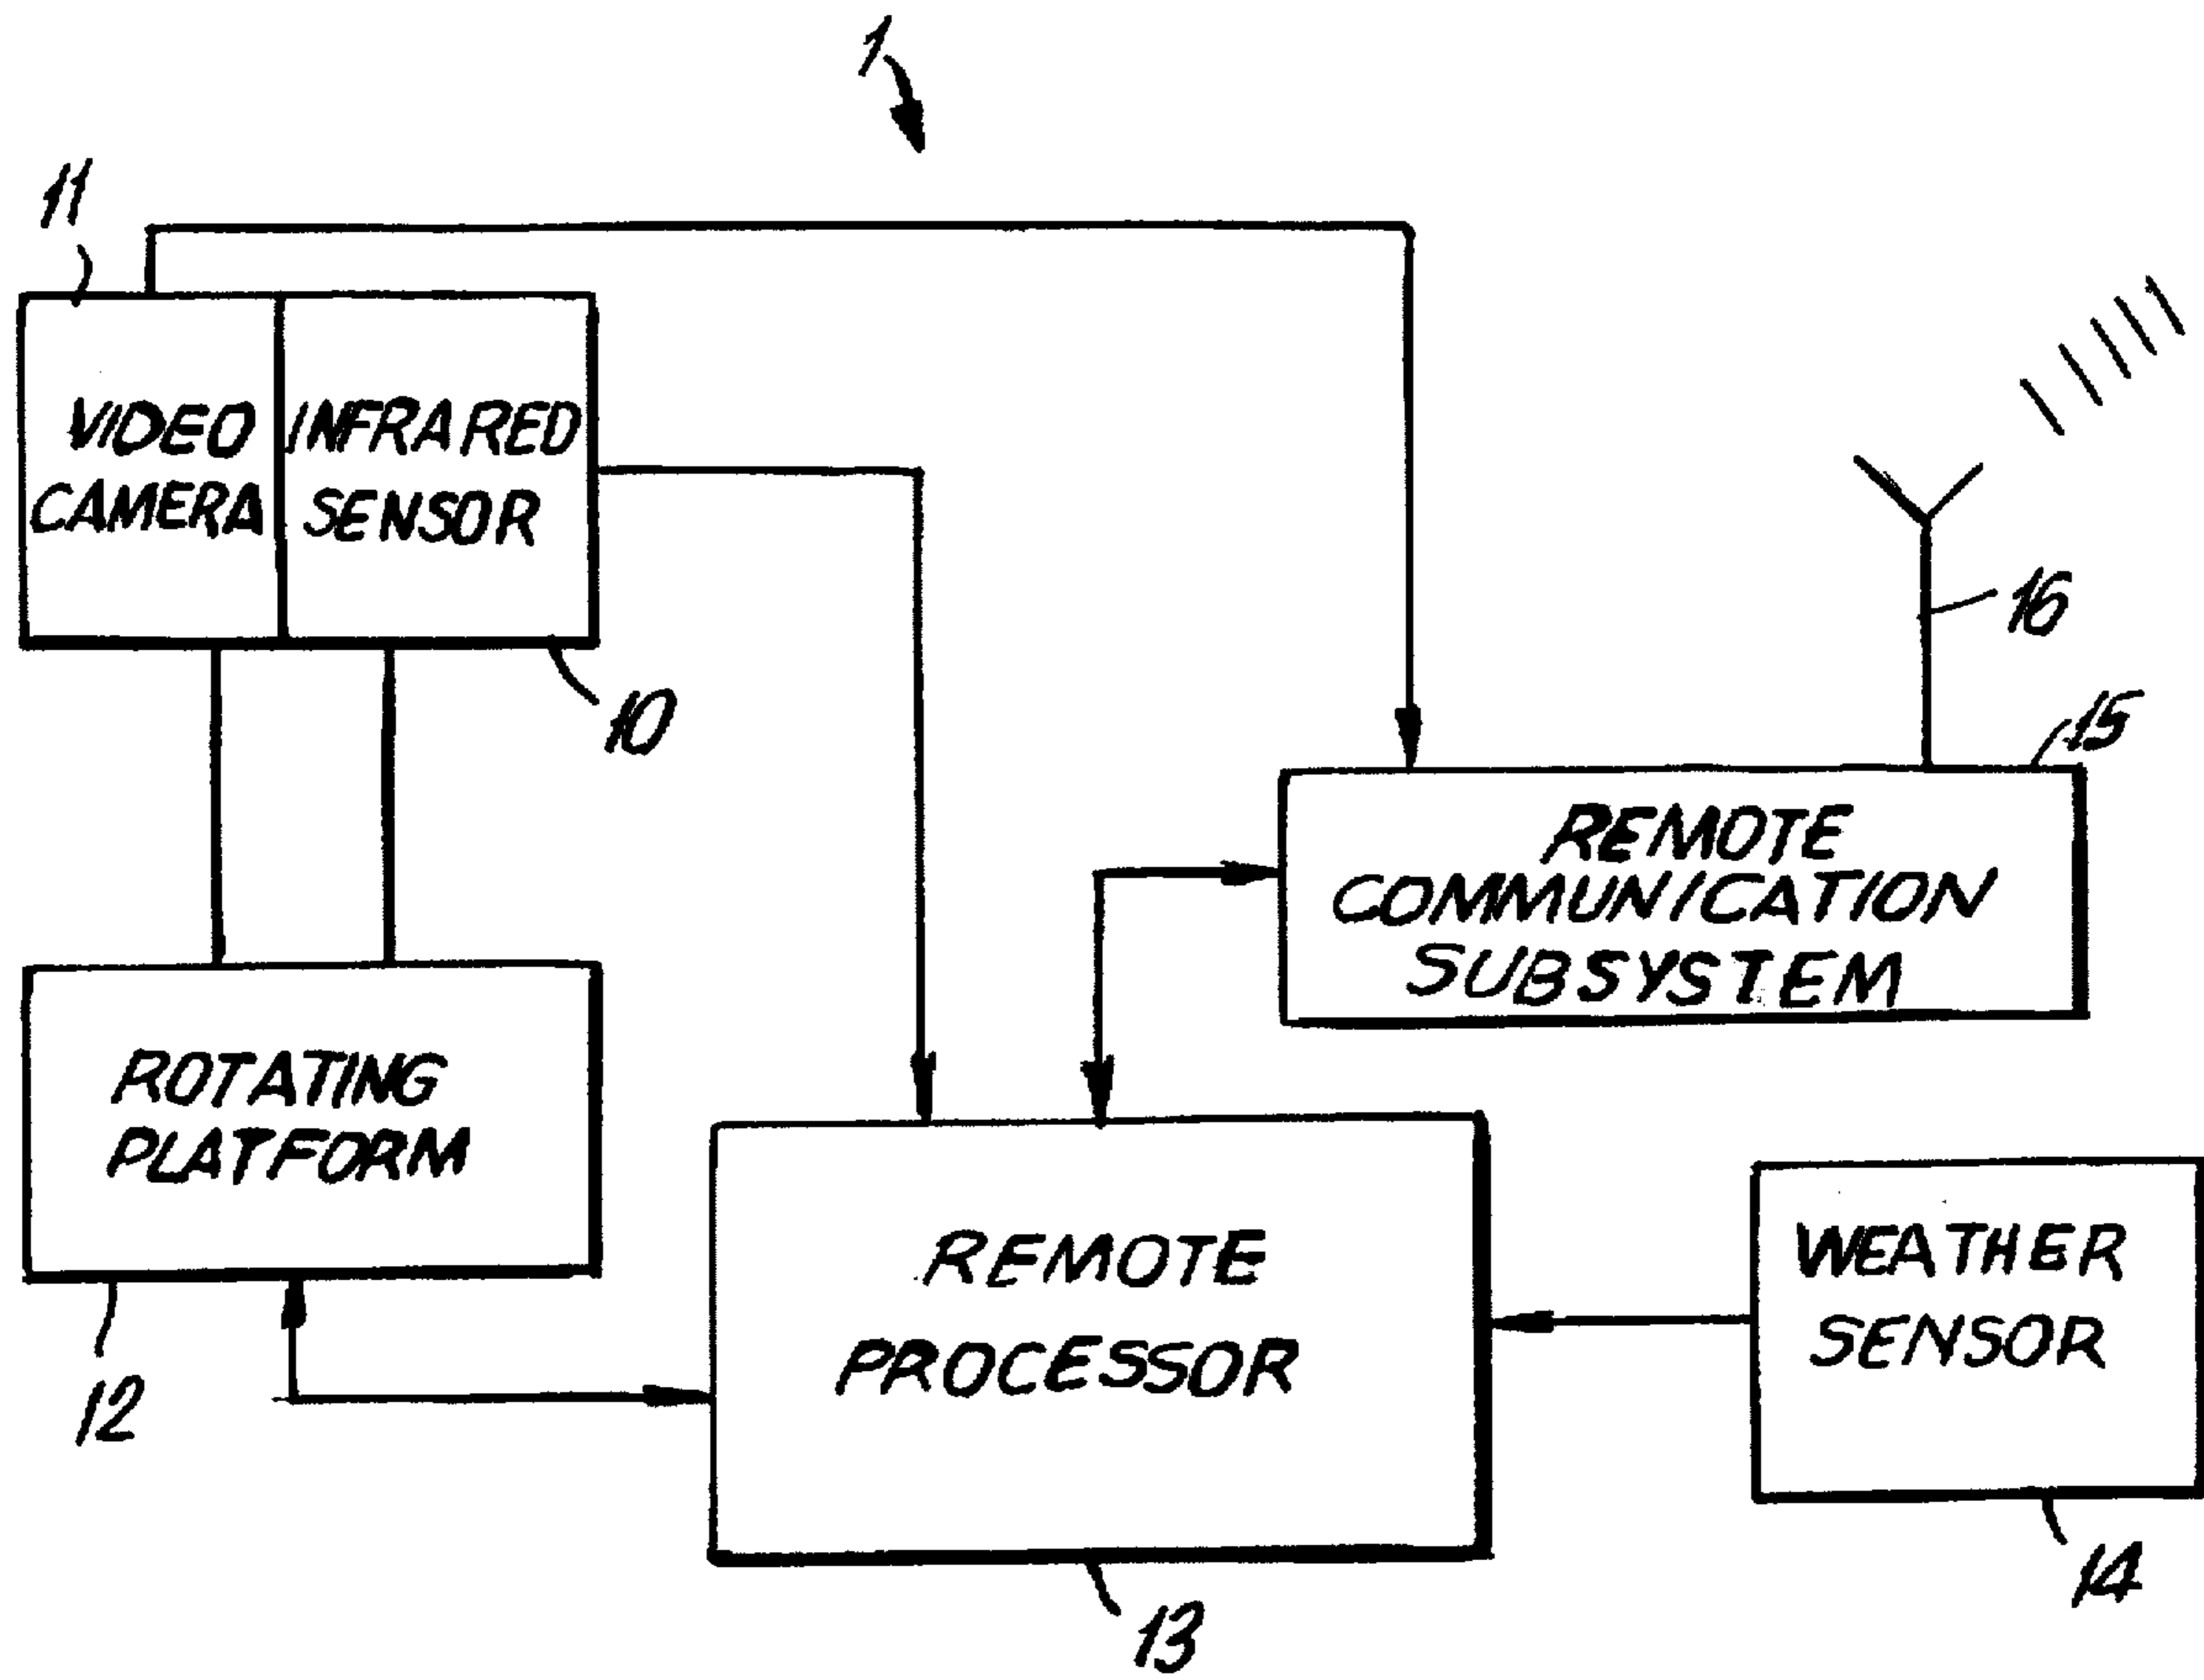 1
11
VIDEO
CAMERA
INFRARED
SENSOR
10
16
15
REMOTE
COMMUNICATION
SUBSYSTEM
ROTATING
PLATFORM
12
REMOTE
PROCESSOR
13
WEATHER
SENSOR
14